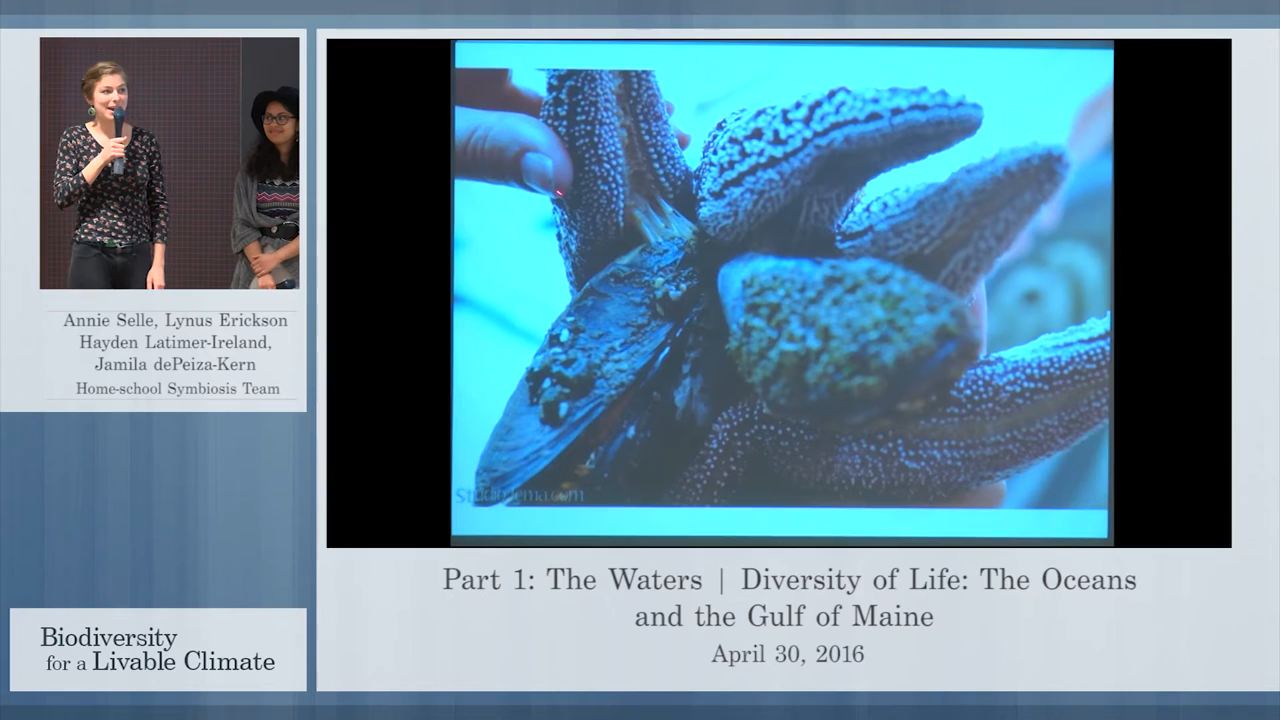 Annie Selle, Lynus Erickson
Hayden Latimer-Ireland,
Jamila dePeiza-Kern
Home-school Symbiosis Team
Part 1: The Waters | Diversity of Life: The Oceans
and the Gulf of Maine
April 30, 2016
Biodiversity
for a Livable Climate